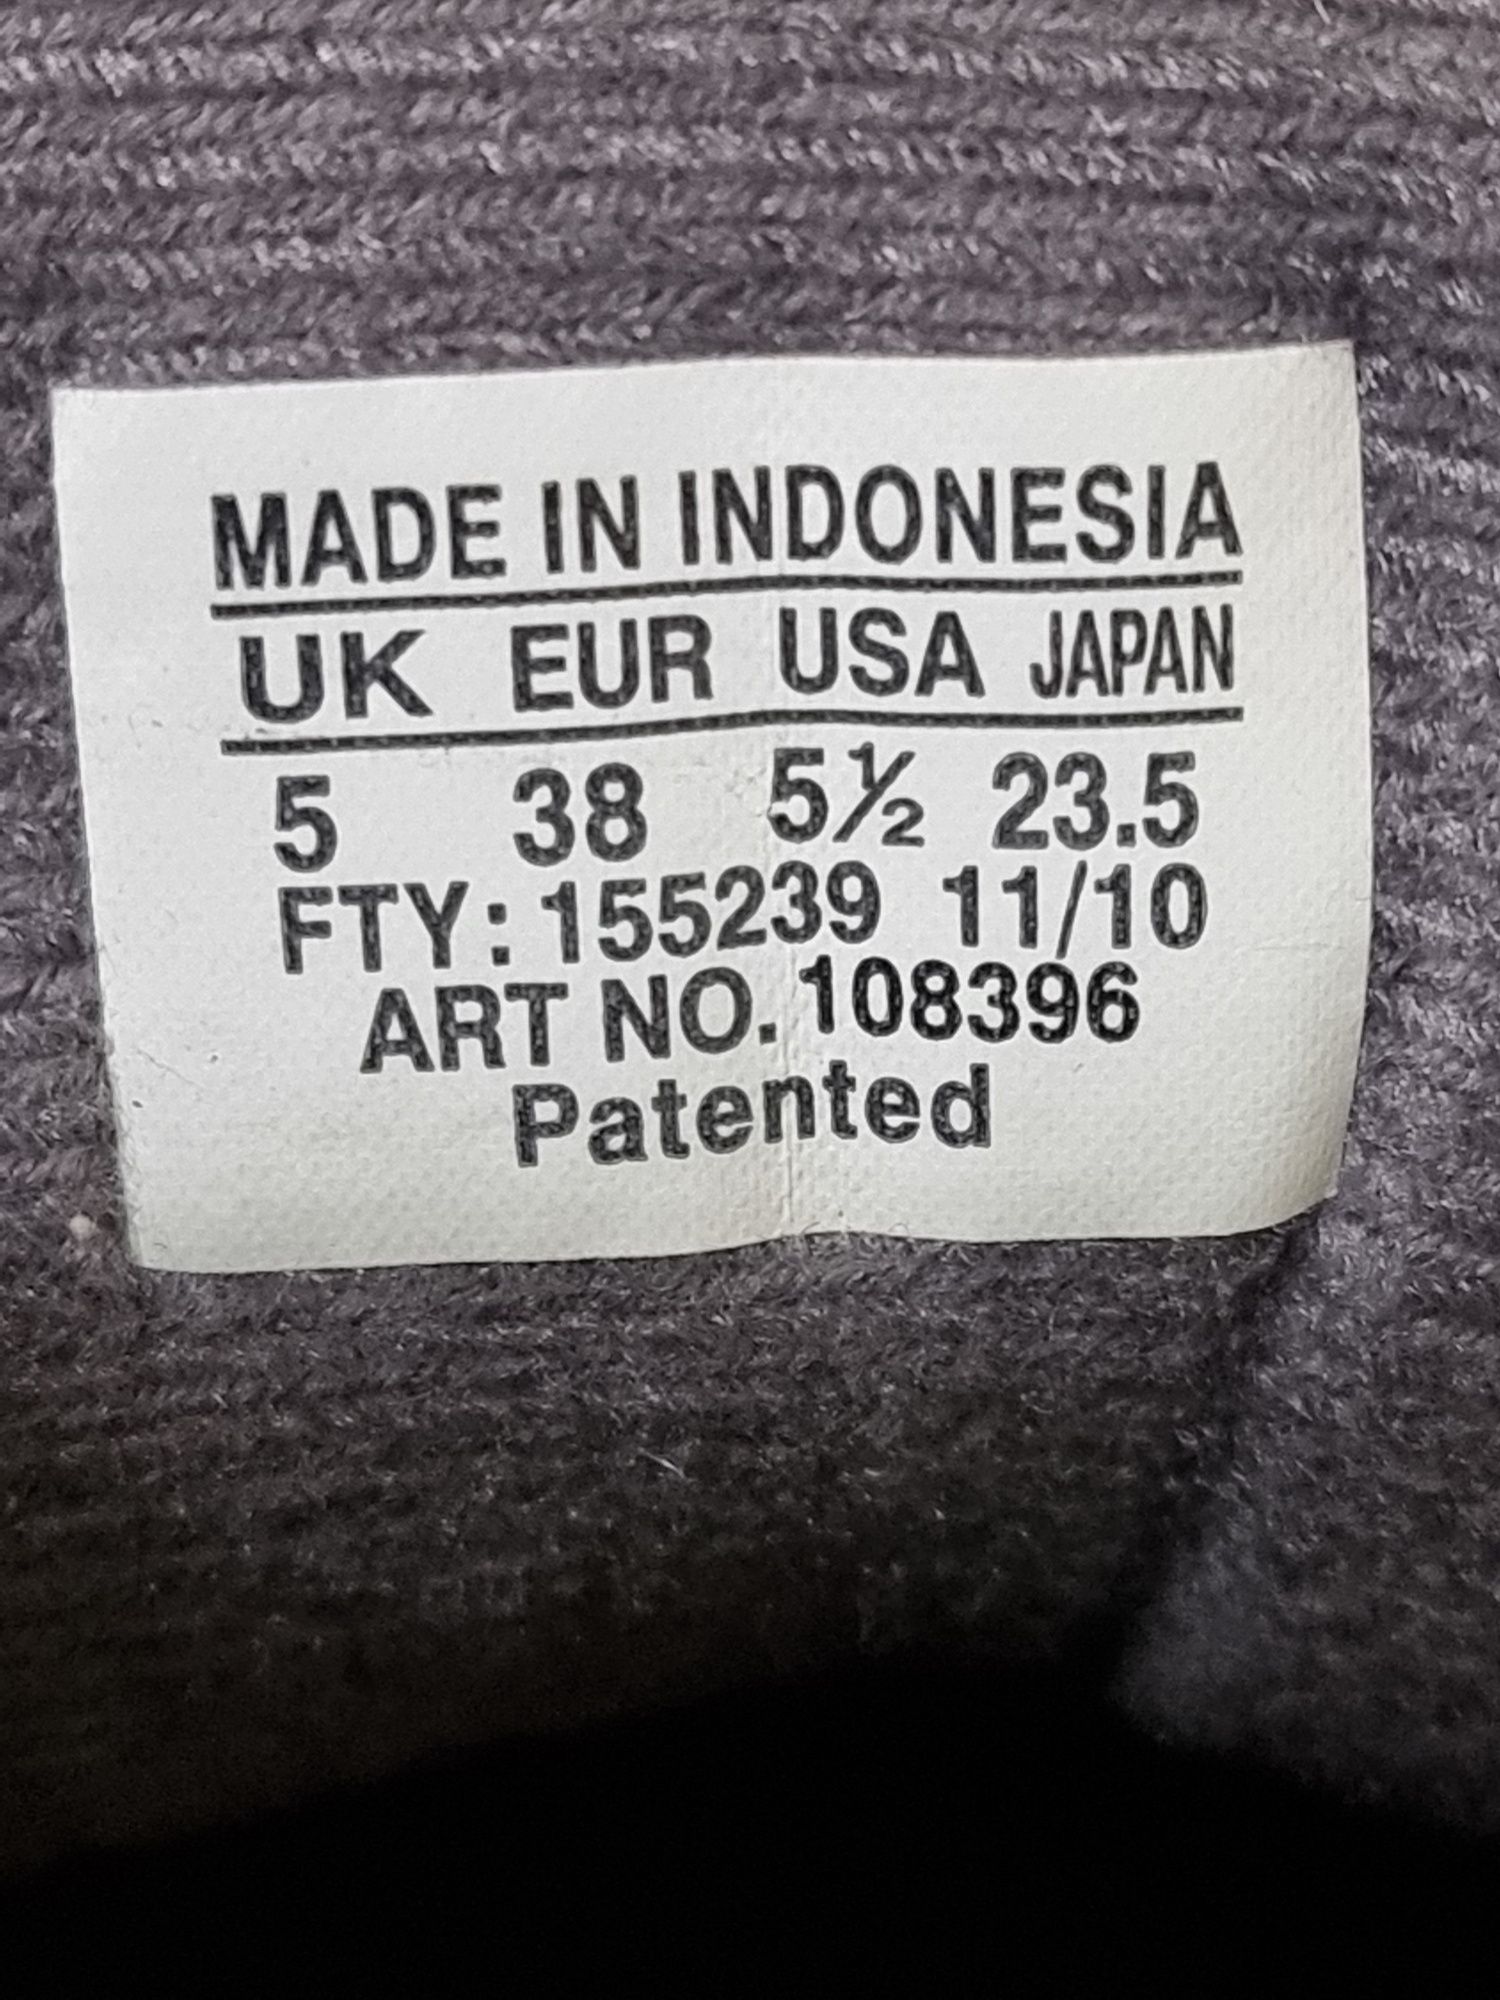 MADE IN INDONESIA
UK EUR USA JAPAN
5 38 5½ 23.5
FTY: 155239 11/10
ART NO. 108396
Patented